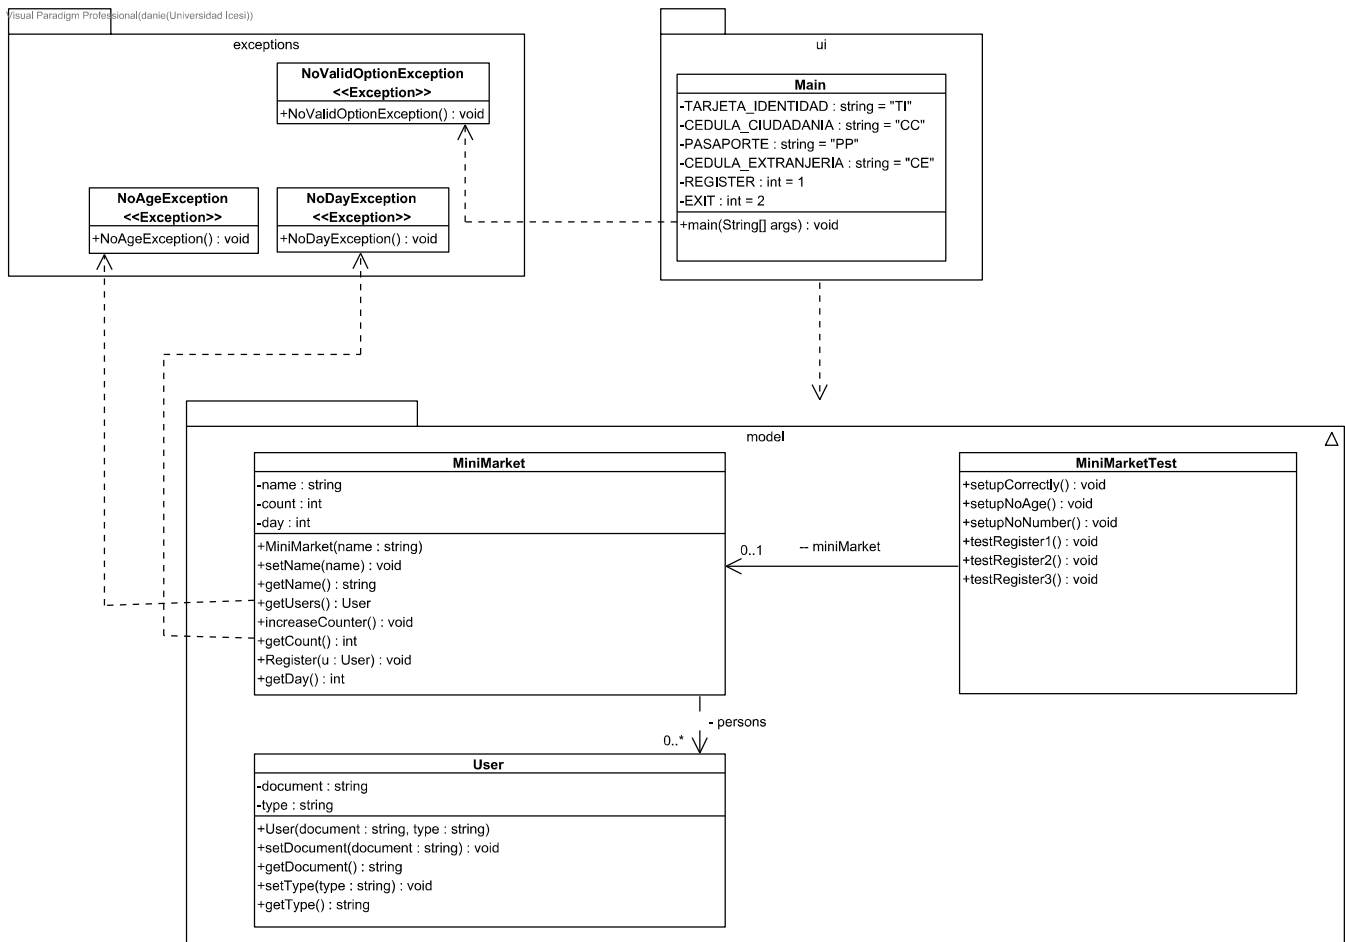 Visual Paradigm Professional(danie(Universidad Icesi))
exceptions
NoValidOptionException
<<Exception>>
+NoValidOptionException() : void
NoAgeException
<<Exception>>
+NoAgeException() : void
NoDayException
<<Exception>>
+NoDayException() : void
ui
Main
-TARJETA_IDENTIDAD : string = "TI"
-CEDULA_CIUDADANIA : string = "CC"
-PASAPORTE : string = "PP"
-CEDULA_EXTRANJERIA : string = "CE"
-REGISTER : int = 1
-EXIT : int = 2
+main(String[] args) : void
model
MiniMarket
-name : string
-count : int
-day : int
+MiniMarket(name : string)
+setName(name) : void
+getName() : string
+getUsers() : User
+increaseCounter() : void
+getCount() : int
+Register(u : User) : void
+getDay() : int
0..1
-- miniMarket
MiniMarketTest
+setupCorrectly() : void
+setupNoAge() : void
+setupNoNumber() : void
+testRegister1() : void
+testRegister2() : void
+testRegister3() : void
- persons
0..*
User
-document : string
-type : string
+User(document : string, type : string)
+setDocument(document : string) : void
+getDocument() : string
+setType(type : string) : void
+getType() : string